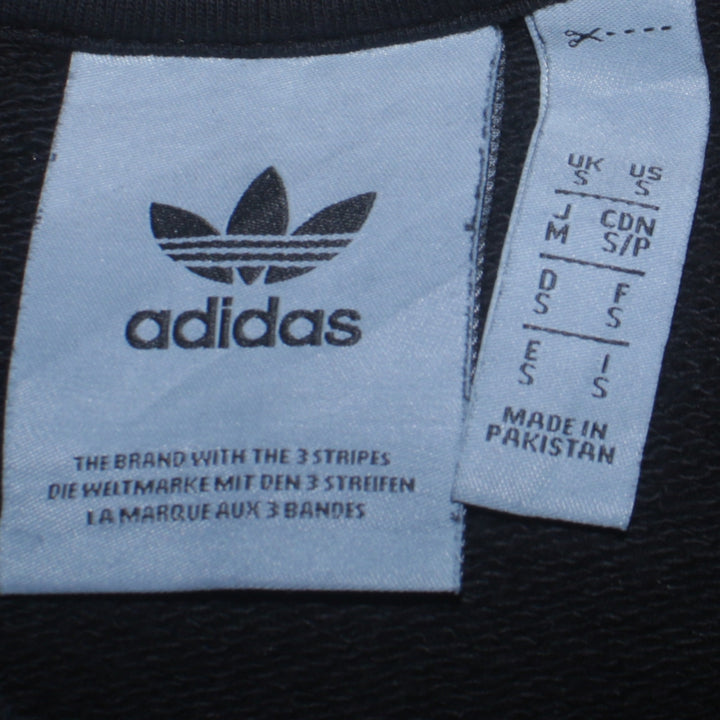 adidas
THE BRAND WITH THE 3 STRIPES
DIE WELTMARKE MIT DEN 3 STREIFEN
LA MARQUE AUX 3 BANDES
UK US
S S
J CDN
M S/P
D F
S S
E I
S S
MADE IN
PAKISTAN